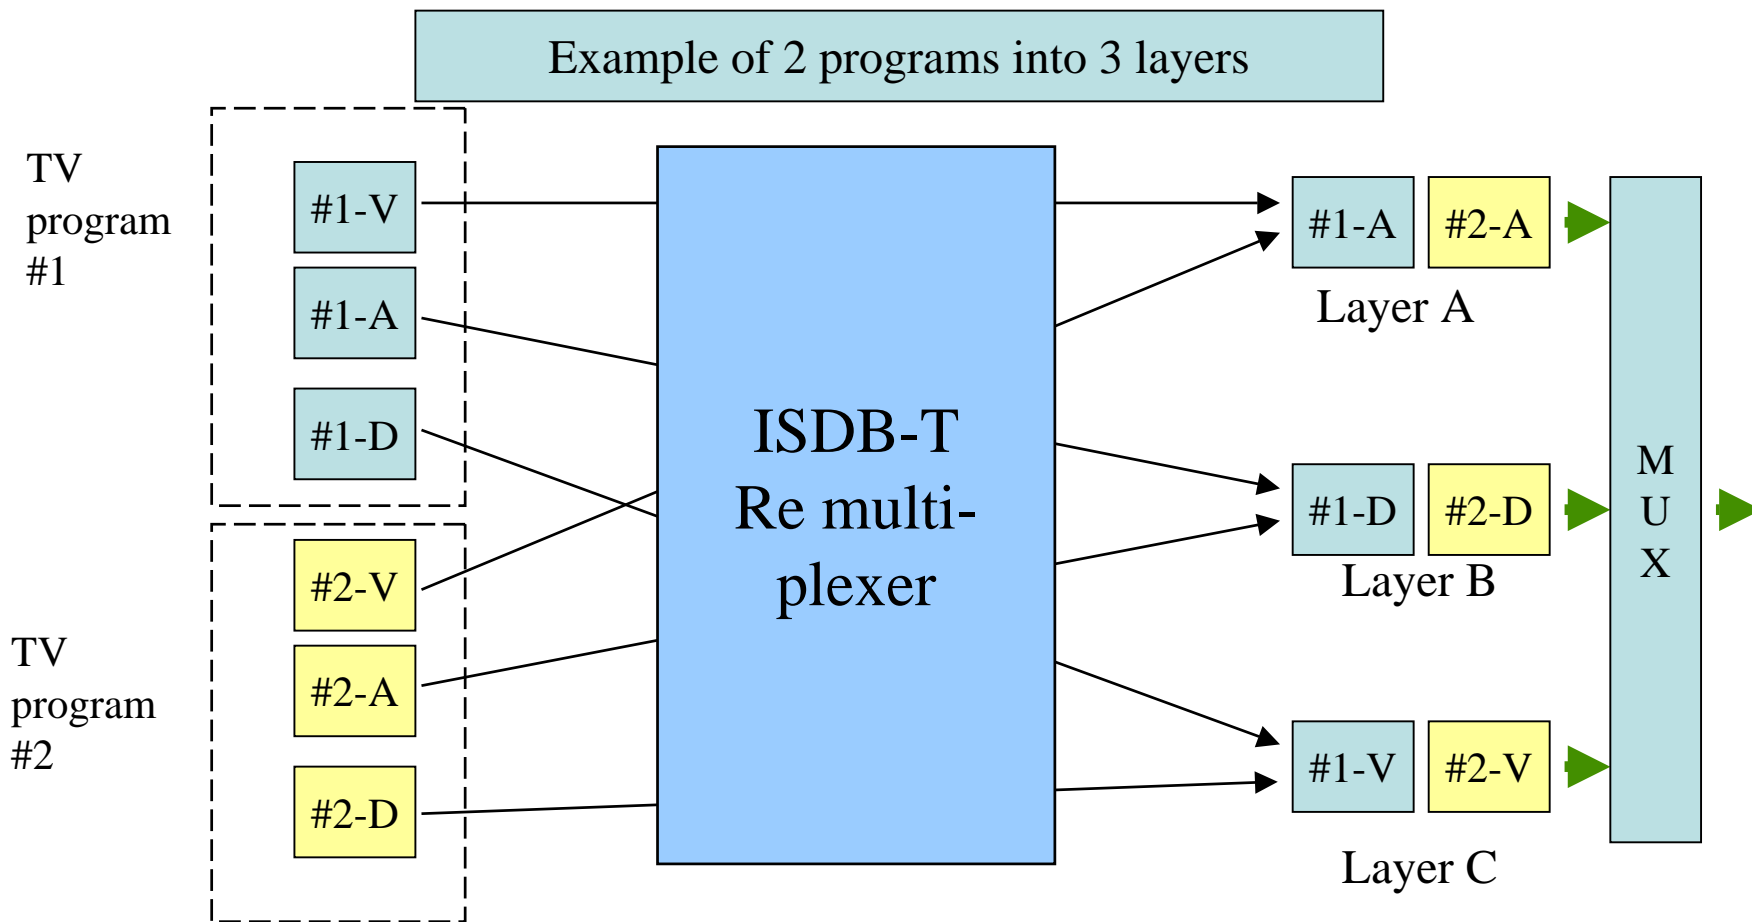 Example of 2 programs into 3 layers
TV
program
#1
#1-V
#1-A
#1-D
TV
program
#2
#2-V
#2-A
#2-D
ISDB-T
Re multi-
plexer
#1-A #2-A
Layer A
#1-D #2-D
Layer B
#1-V #2-V
Layer C
M
U
X